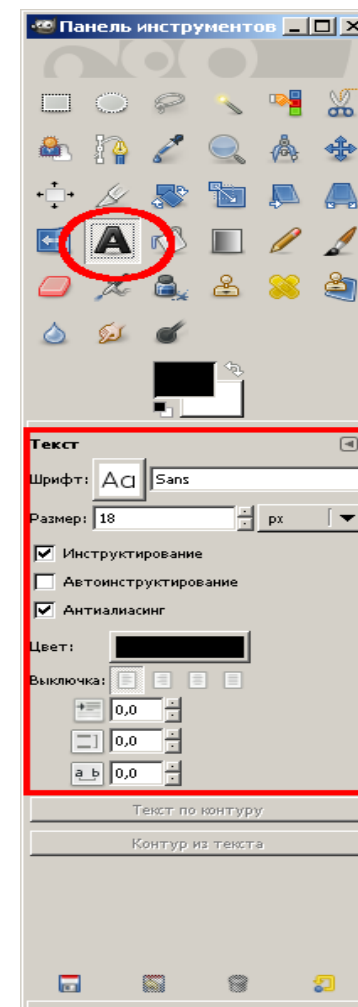 Панель инструментов
A
Текст
Шрифт: Aa Sans
Размер: 18 px
Инструктирование
Автоинструктирование
Антиалиасинг
Цвет:
Выключка:
0,0
0,0
a b 0,0
Текст по контуру
Контур из текста